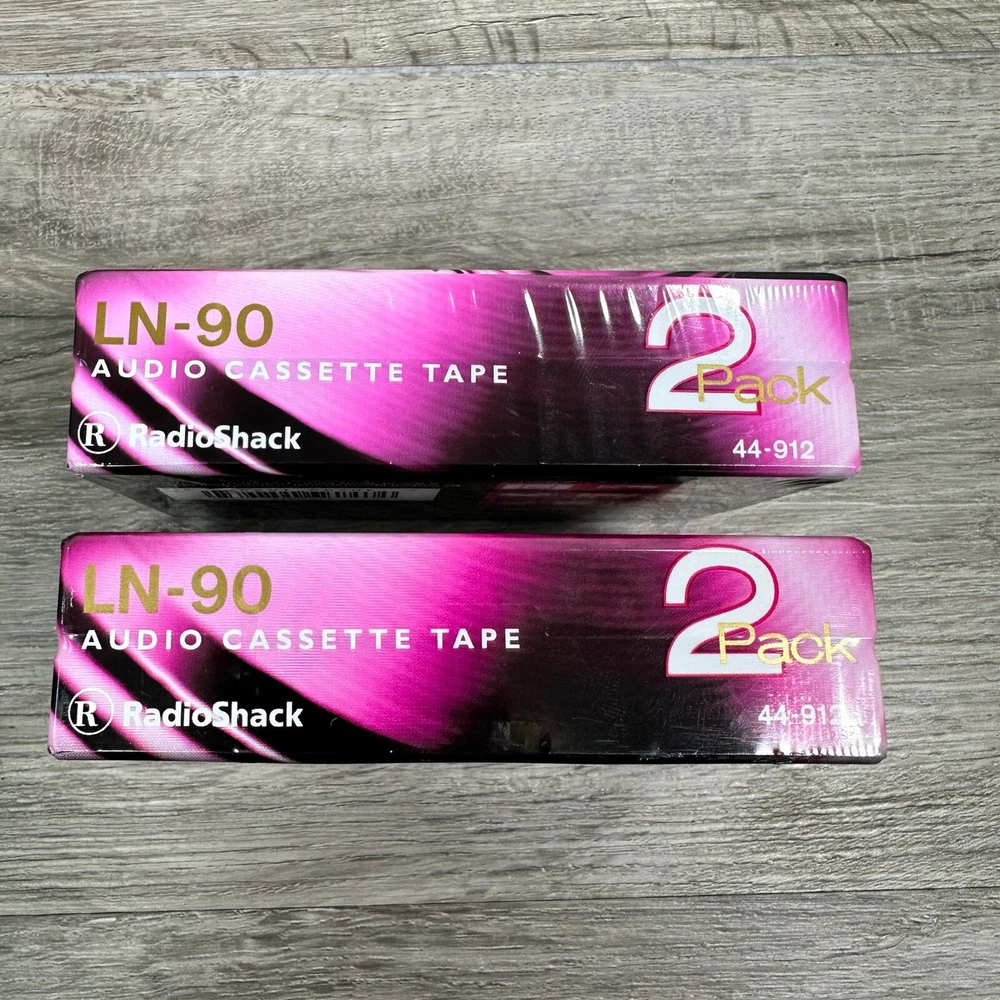 LN-90
AUDIO CASSETTE TAPE
2
Pack
R RadioShack
44-912
LN-90
AUDIO CASSETTE TAPE
2
Pack
R RadioShack
44-912